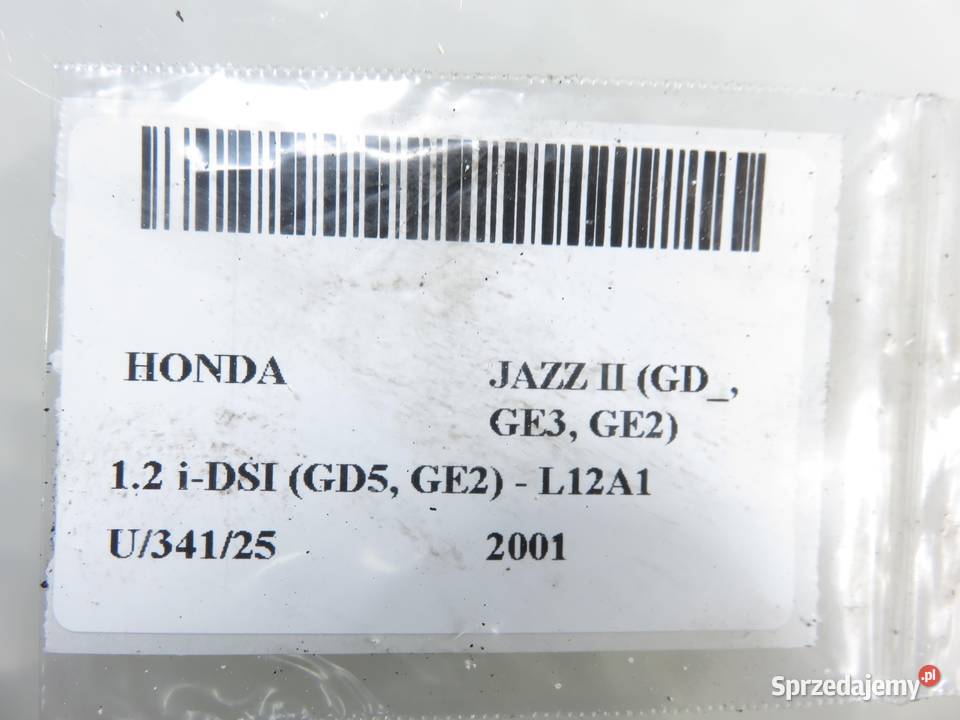 HONDA JAZZ II (GD_,
GE3, GE2)
1.2 i-DSI (GD5, GE2) - L12A1
U/341/25 2001
Sprzedajemy.pl